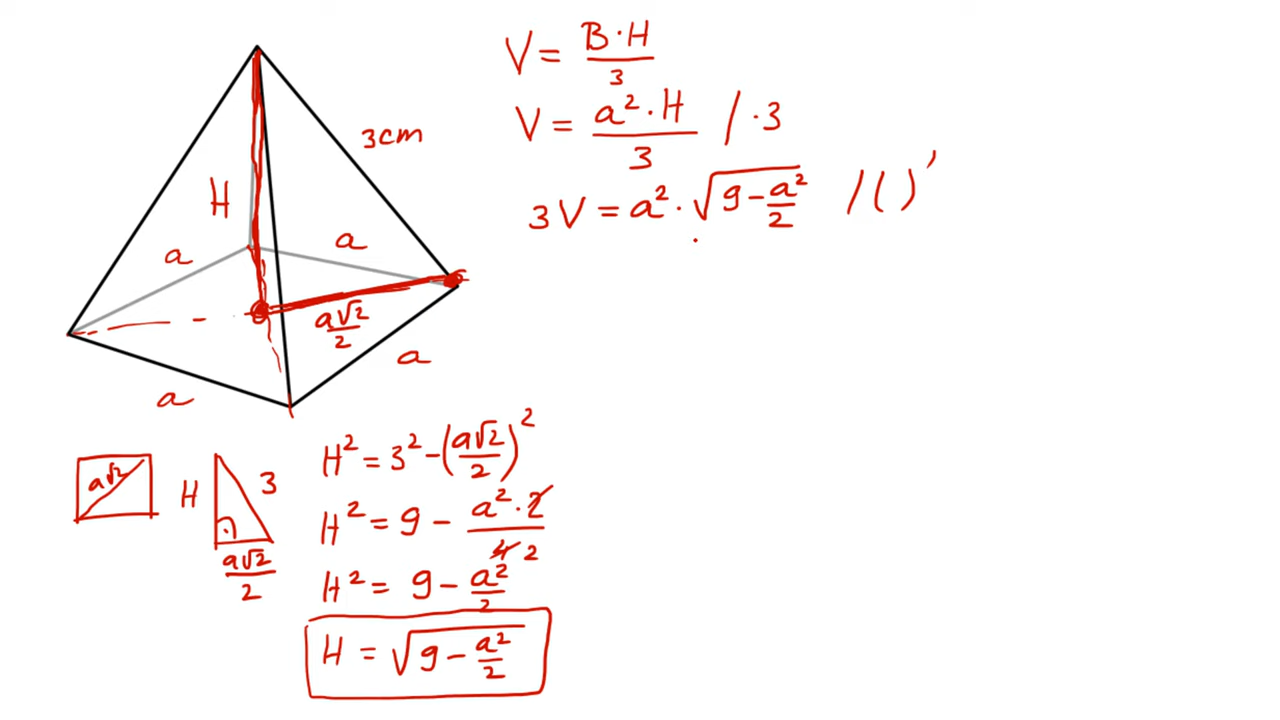 V = B·H/3
V = a²·H/3 / ·3
3V = a²·√(9 − a²/2) / ( )′
3cm
H
a
a
a√2/2
a
a
a√2
H
3
a√2/2
H² = 3² − (a√2/2)²
H² = 9 − a²·2/4 2
H² = 9 − a²/2
H = √(9 − a²/2)